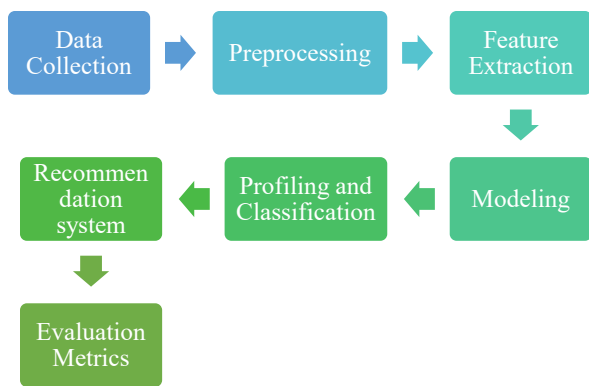 Data
Collection
Preprocessing
Feature
Extraction
Modeling
Profiling and
Classification
Recommen
dation
system
Evaluation
Metrics